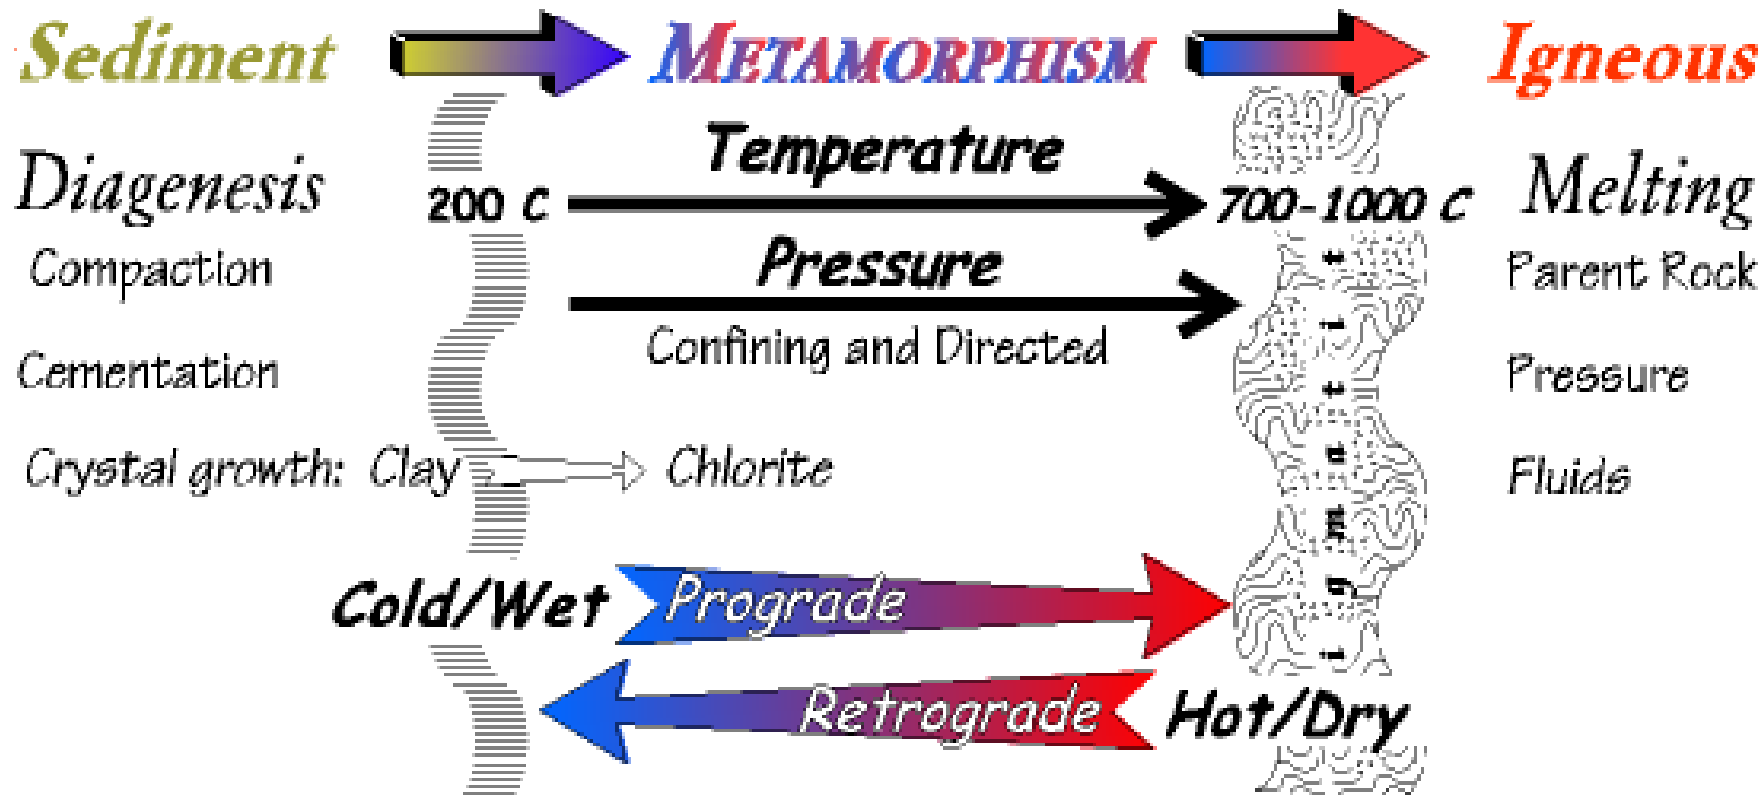 Sediment METAMORPHISM Igneous
Diagenesis 200 C Temperature 700-1000 C Melting
Compaction Pressure Parent Rock
Confining and Directed
Cementation Pressure
Crystal growth: Clay Chlorite Fluids
Cold/Wet Prograde
Retrograde Hot/Dry